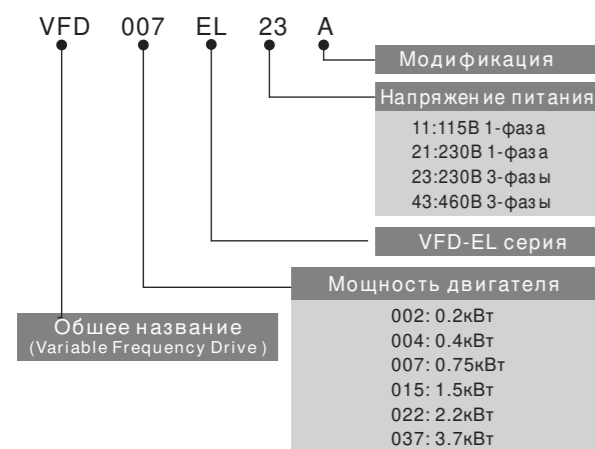 VFD 007 EL 23 A
Модификация
Напряжение питания
11:115В 1-фаза
21:230В 1-фаза
23:230В 3-фазы
43:460В 3-фазы
VFD-EL серия
Мощность двигателя
002: 0.2кВт
004: 0.4кВт
007: 0.75кВт
015: 1.5кВт
022: 2.2кВт
037: 3.7кВт
Обшее название
(Variable Frequency Drive )